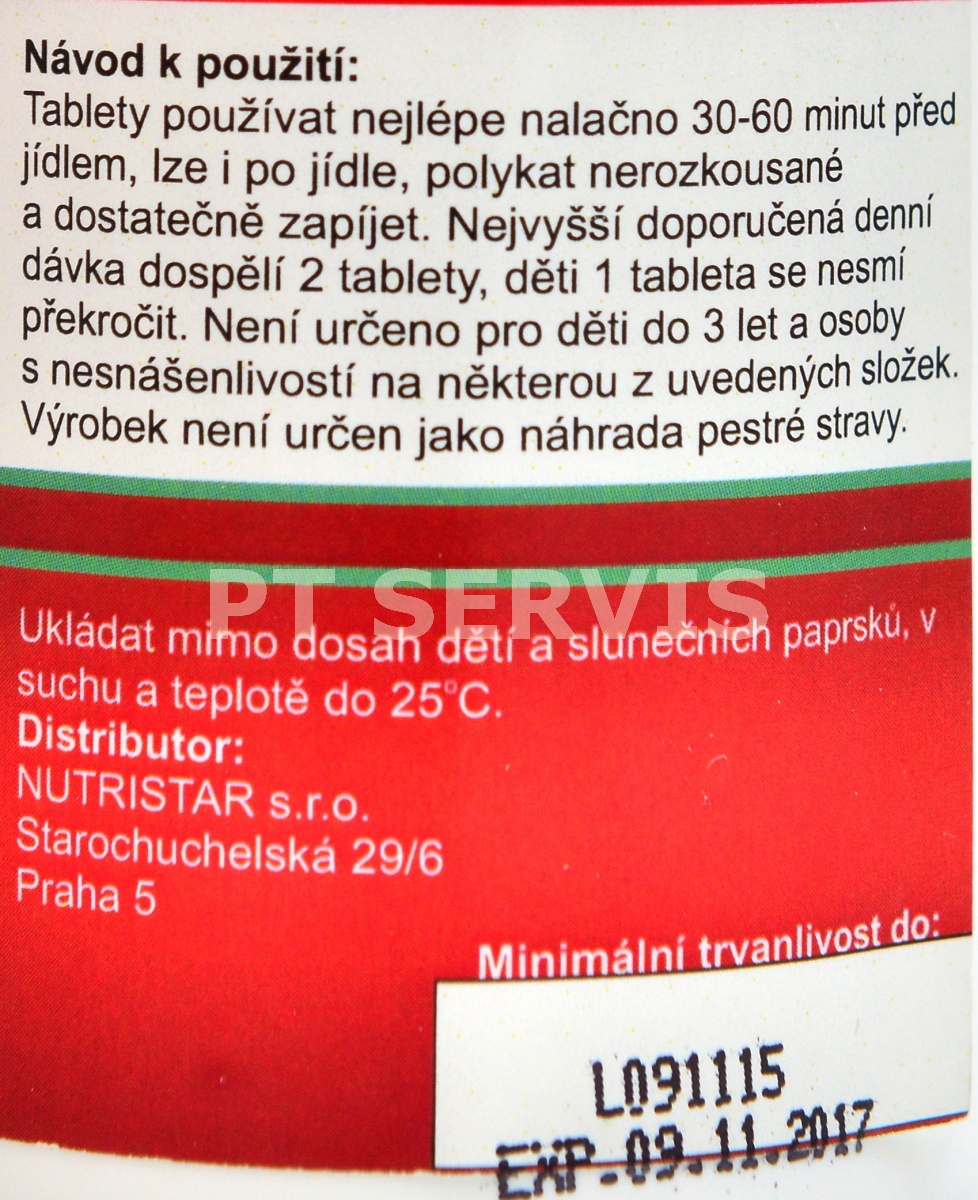 Návod k použití:
Tablety používat nejlépe nalačno 30-60 minut před
jídlem, lze i po jídle, polykat nerozkousané
a dostatečně zapíjet. Nejvyšší doporučená denní
dávka dospělí 2 tablety, děti 1 tableta se nesmí
překročit. Není určeno pro děti do 3 let a osoby
s nesnášenlivostí na některou z uvedených složek.
Výrobek není určen jako náhrada pestré stravy.
PT SERVIS
Ukládat mimo dosah dětí a slunečních paprsků, v
suchu a teplotě do 25°C.
Distributor:
NUTRISTAR s.r.o.
Starochuchelská 29/6
Praha 5
Minimální trvanlivost do:
L091115
EXP.09.11.2017